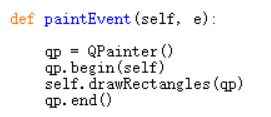 def paintEvent(self, e):
qp = QPainter()
qp.begin(self)
self.drawRectangles(qp)
qp.end()